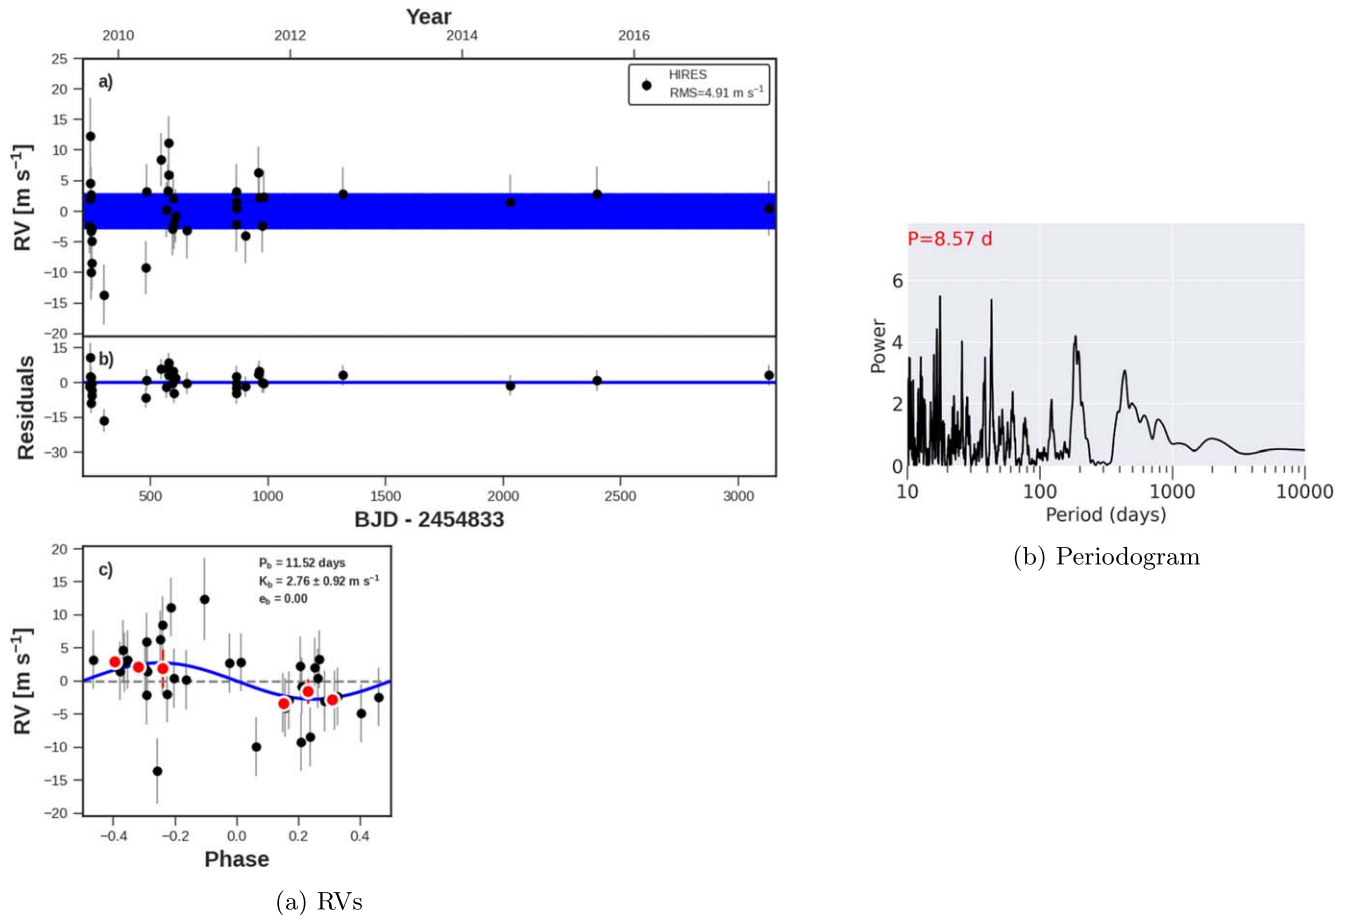 Year
2010 2012 2014 2016
25
20
15
10
5
0
−5
−10
−15
−20
RV [m s−1]
a)
HIRES
RMS=4.91 m s−1
15
0
−15
−30
Residuals
b)
500 1000 1500 2000 2500 3000
BJD - 2454833
20
15
10
5
0
−5
−10
−15
−20
RV [m s−1]
c)
Pb = 11.52 days
Kb = 2.76 ± 0.92 m s−1
eb = 0.00
−0.4 −0.2 0.0 0.2 0.4
Phase
(a) RVs
P=8.57 d
6
4
2
0
Power
10 100 1000 10000
Period (days)
(b) Periodogram